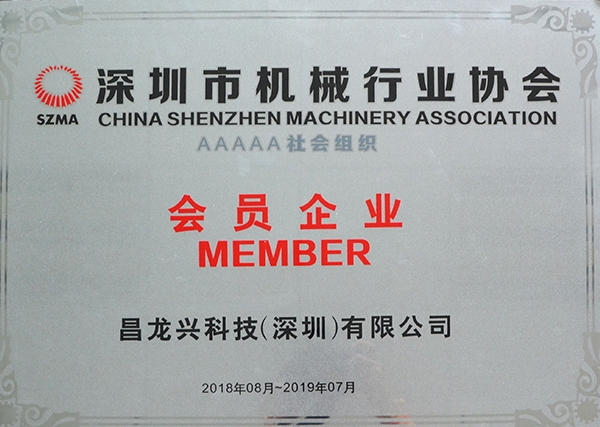 深圳市机械行业协会
SZMA CHINA SHENZHEN MACHINERY ASSOCIATION
AAAAA社会组织
会员企业
MEMBER
昌龙兴科技(深圳)有限公司
2018年08月~2019年07月